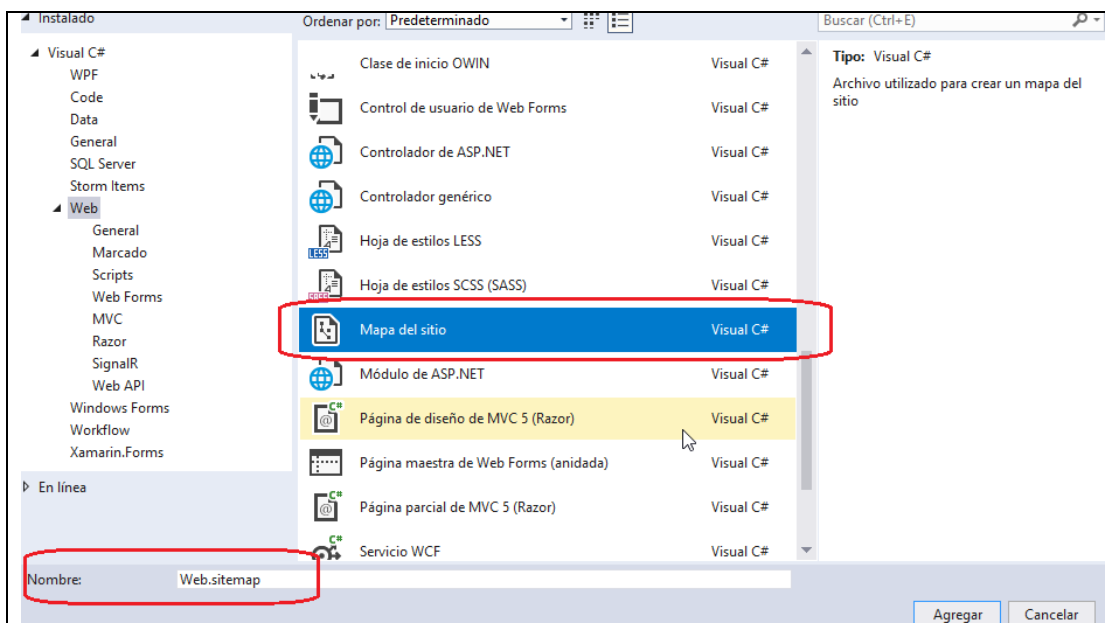 Instalado
Ordenar por: Predeterminado
Buscar (Ctrl+E)
Visual C#
WPF
Code
Data
General
SQL Server
Storm Items
Web
General
Marcado
Scripts
Web Forms
MVC
Razor
SignalR
Web API
Windows Forms
Workflow
Xamarin.Forms
En línea
Clase de inicio OWIN Visual C#
Control de usuario de Web Forms Visual C#
Controlador de ASP.NET Visual C#
Controlador genérico Visual C#
LESS
Hoja de estilos LESS Visual C#
Hoja de estilos SCSS (SASS) Visual C#
Mapa del sitio Visual C#
Módulo de ASP.NET Visual C#
C#
@
Página de diseño de MVC 5 (Razor) Visual C#
Página maestra de Web Forms (anidada) Visual C#
C#
@
Página parcial de MVC 5 (Razor) Visual C#
C#
Servicio WCF Visual C#
Tipo: Visual C#
Archivo utilizado para crear un mapa del
sitio
Nombre: Web.sitemap
Agregar Cancelar